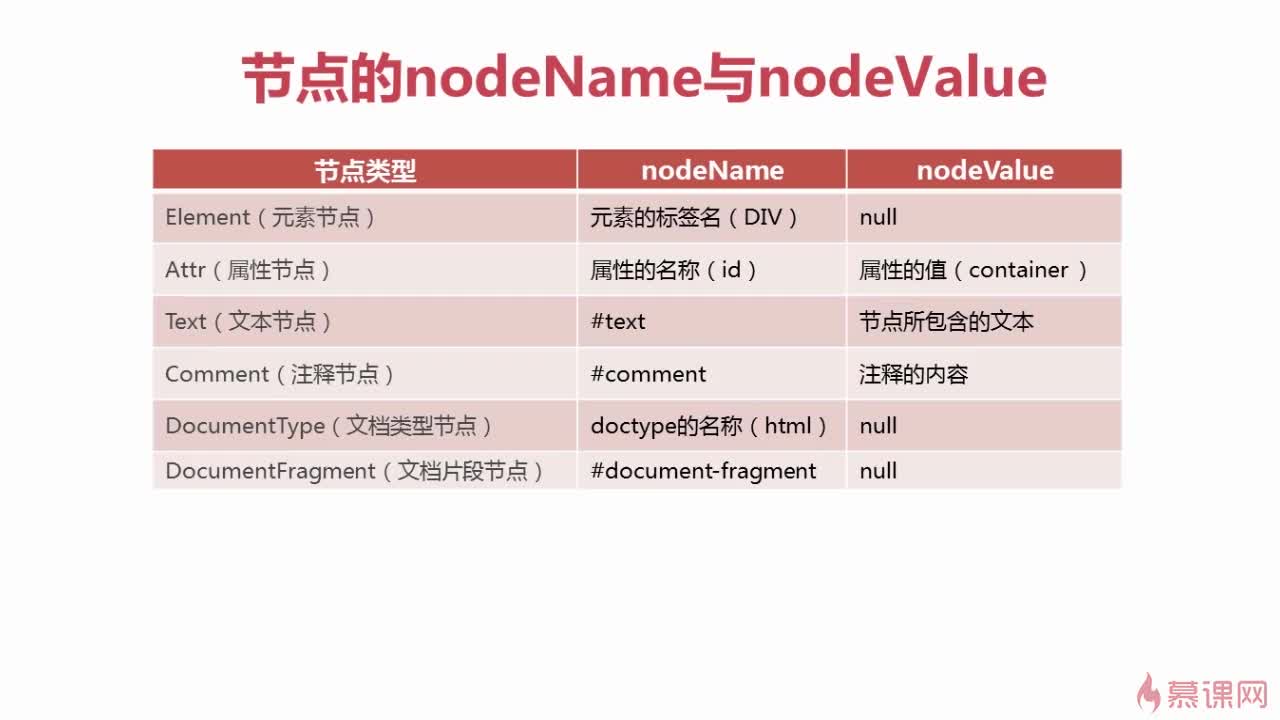 节点的nodeName与nodeValue
节点类型 nodeName nodeValue
Element（元素节点） 元素的标签名（DIV） null
Attr（属性节点） 属性的名称（id） 属性的值（container ）
Text（文本节点） #text 节点所包含的文本
Comment（注释节点） #comment 注释的内容
DocumentType（文档类型节点） doctype的名称（html） null
DocumentFragment（文档片段节点） #document-fragment null
慕课网